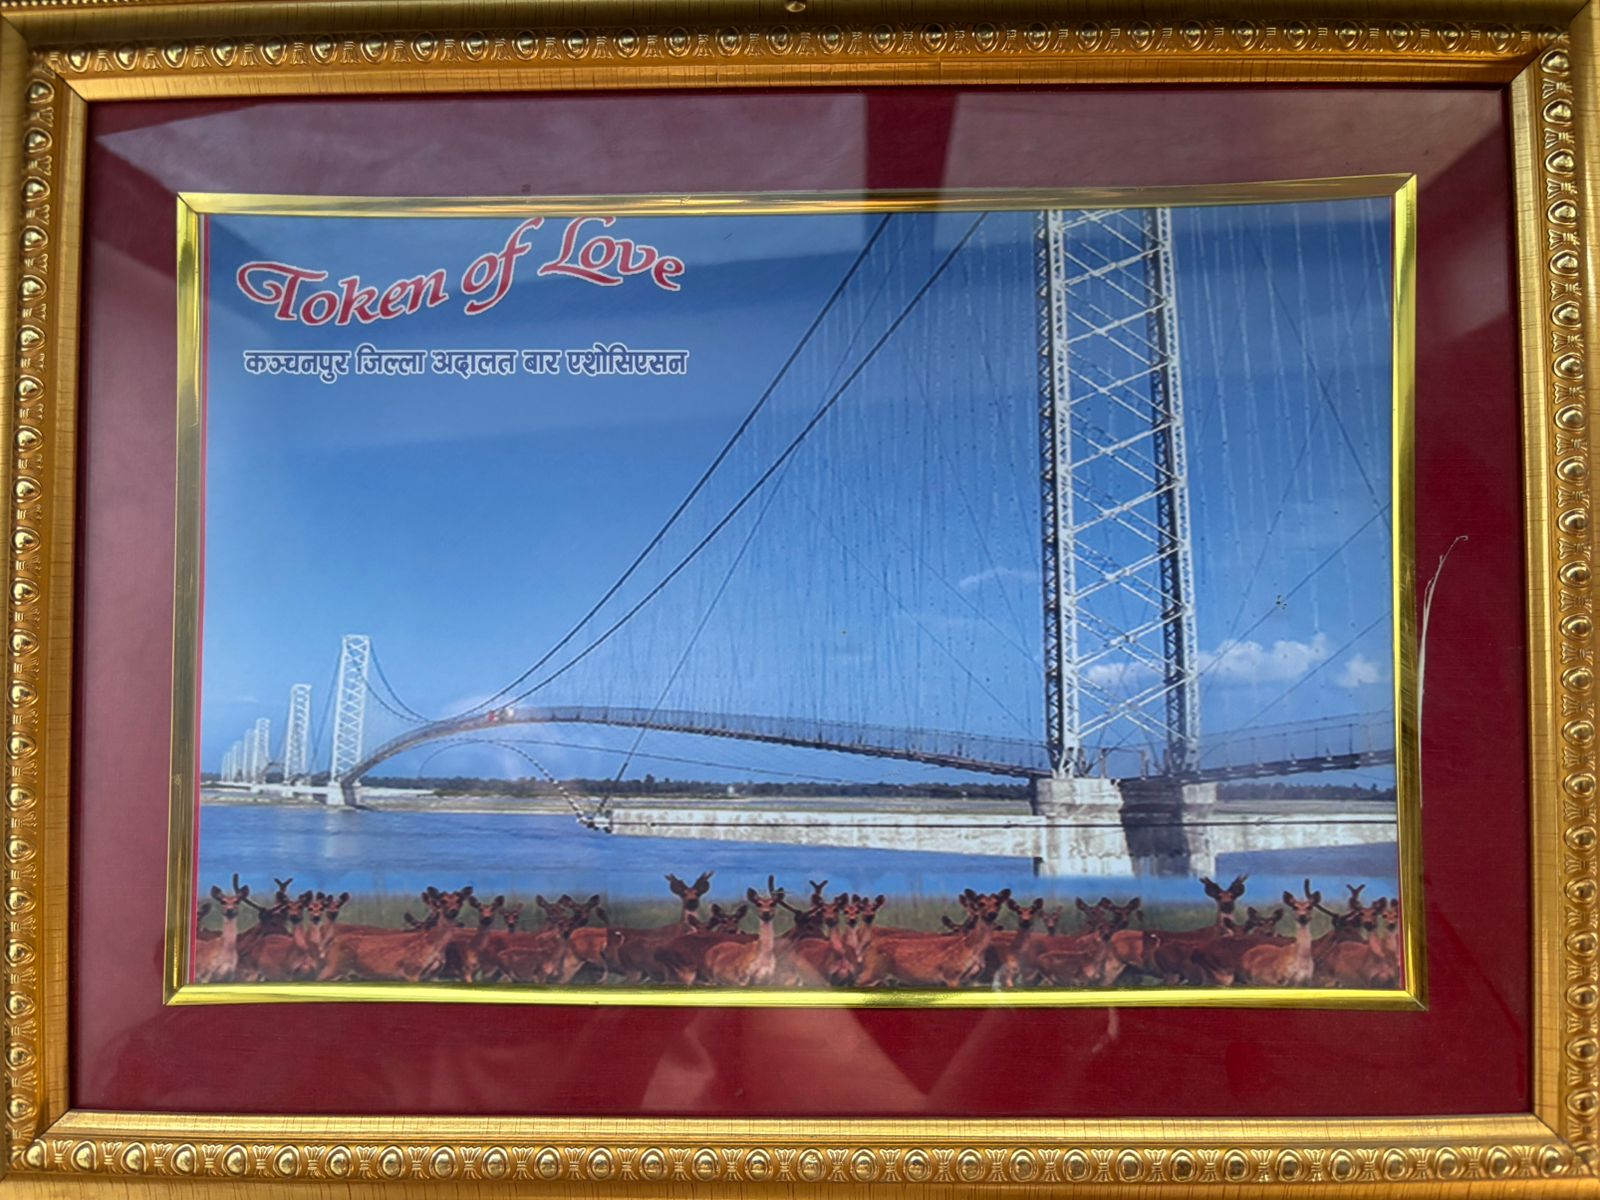 Token of Love
कञ्चनपुर जिल्ला अदालत बार एशोसिएसन